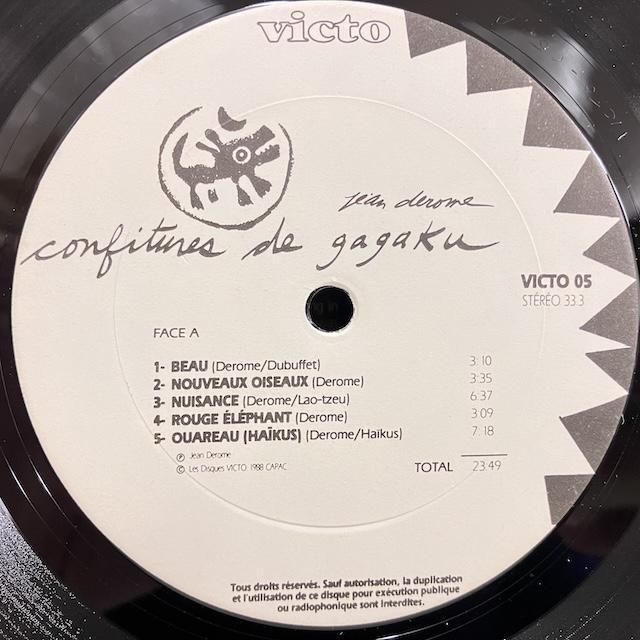 victo
jean derome
confitures de gagaku
VICTO 05
STÉRÉO 33.3
FACE A
1- BEAU (Derome/Dubuffet) 3:10
2- NOUVEAUX OISEAUX (Derome) 3:35
3- NUISANCE (Derome/Lao-tzeu) 6:37
4- ROUGE ÉLÉPHANT (Derome) 3:09
5- OUAREAU (HAÏKUS) (Derome/Haïkus) 7:18
℗ Jean Derome
© Les Disques VICTO 1988 CAPAC
TOTAL 23:49
Tous droits réservés. Sauf autorisation, la duplication
et l'utilisation de ce disque pour exécution publique
ou radiophonique sont interdites.